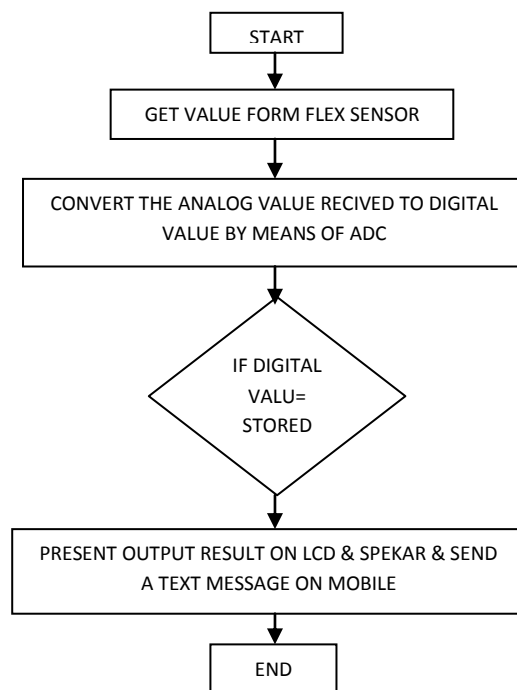 START
GET VALUE FORM FLEX SENSOR
CONVERT THE ANALOG VALUE RECIVED TO DIGITAL
VALUE BY MEANS OF ADC
IF DIGITAL
VALU=
STORED
PRESENT OUTPUT RESULT ON LCD & SPEKAR & SEND
A TEXT MESSAGE ON MOBILE
END